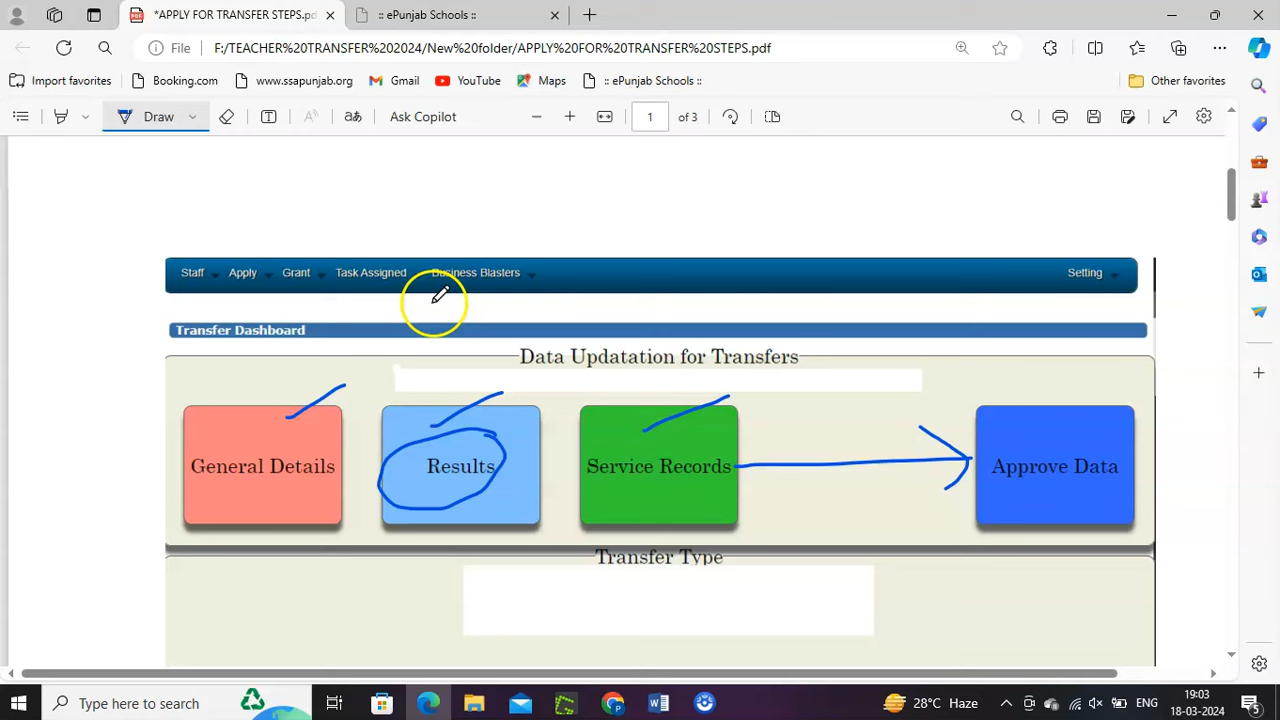 *APPLY FOR TRANSFER STEPS.pd
:: ePunjab Schools ::
File
F:/TEACHER%20TRANSFER%202024/New%20folder/APPLY%20FOR%20TRANSFER%20STEPS.pdf
Import favorites
Booking.com
www.ssapunjab.org
Gmail
YouTube
Maps
:: ePunjab Schools ::
Other favorites
Draw
Ask Copilot
1 of 3
Staff
Apply
Grant
Task Assigned
Business Blasters
Setting
Transfer Dashboard
Data Updatation for Transfers
General Details
Results
Service Records
Approve Data
Transfer Type
Type here to search
28°C Haze
ENG
19:03
18-03-2024
5